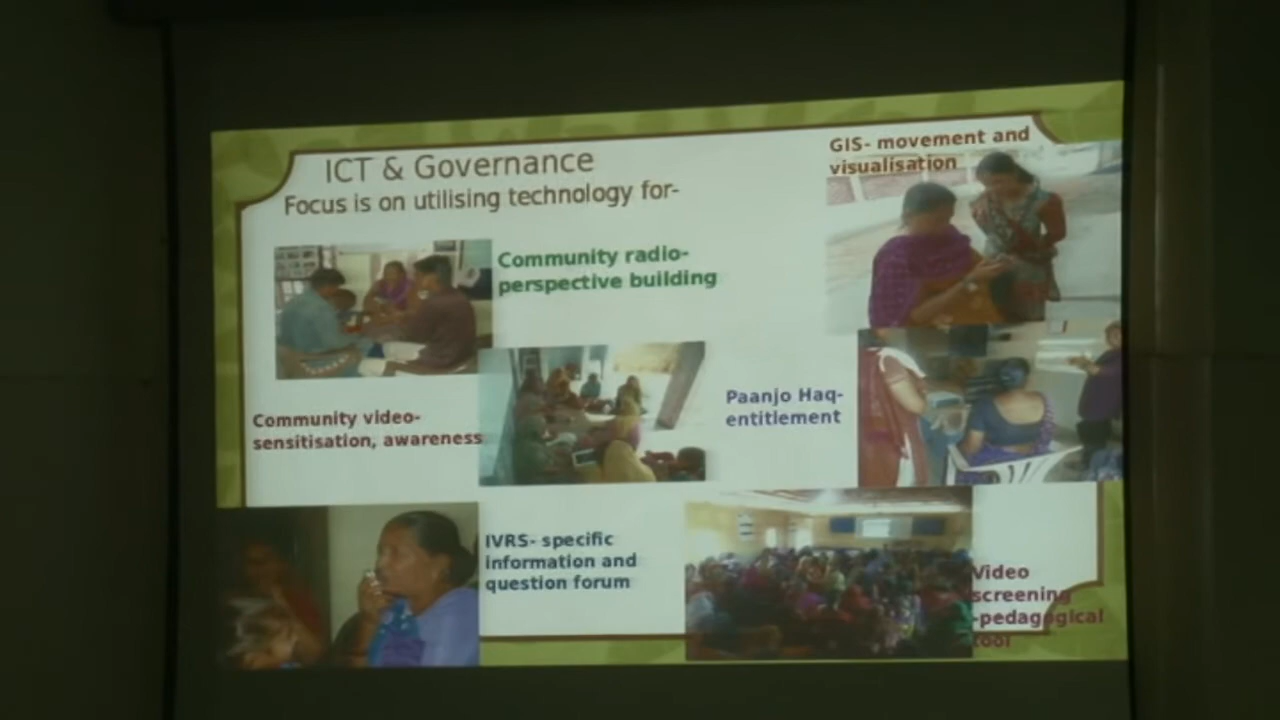 ICT & Governance
Focus is on utilising technology for-
GIS- movement and
visualisation
Community radio-
perspective building
Community video-
sensitisation, awareness
Paanjo Haq-
entitlement
IVRS- specific
information and
question forum
Video
screening
-pedagogical
tool